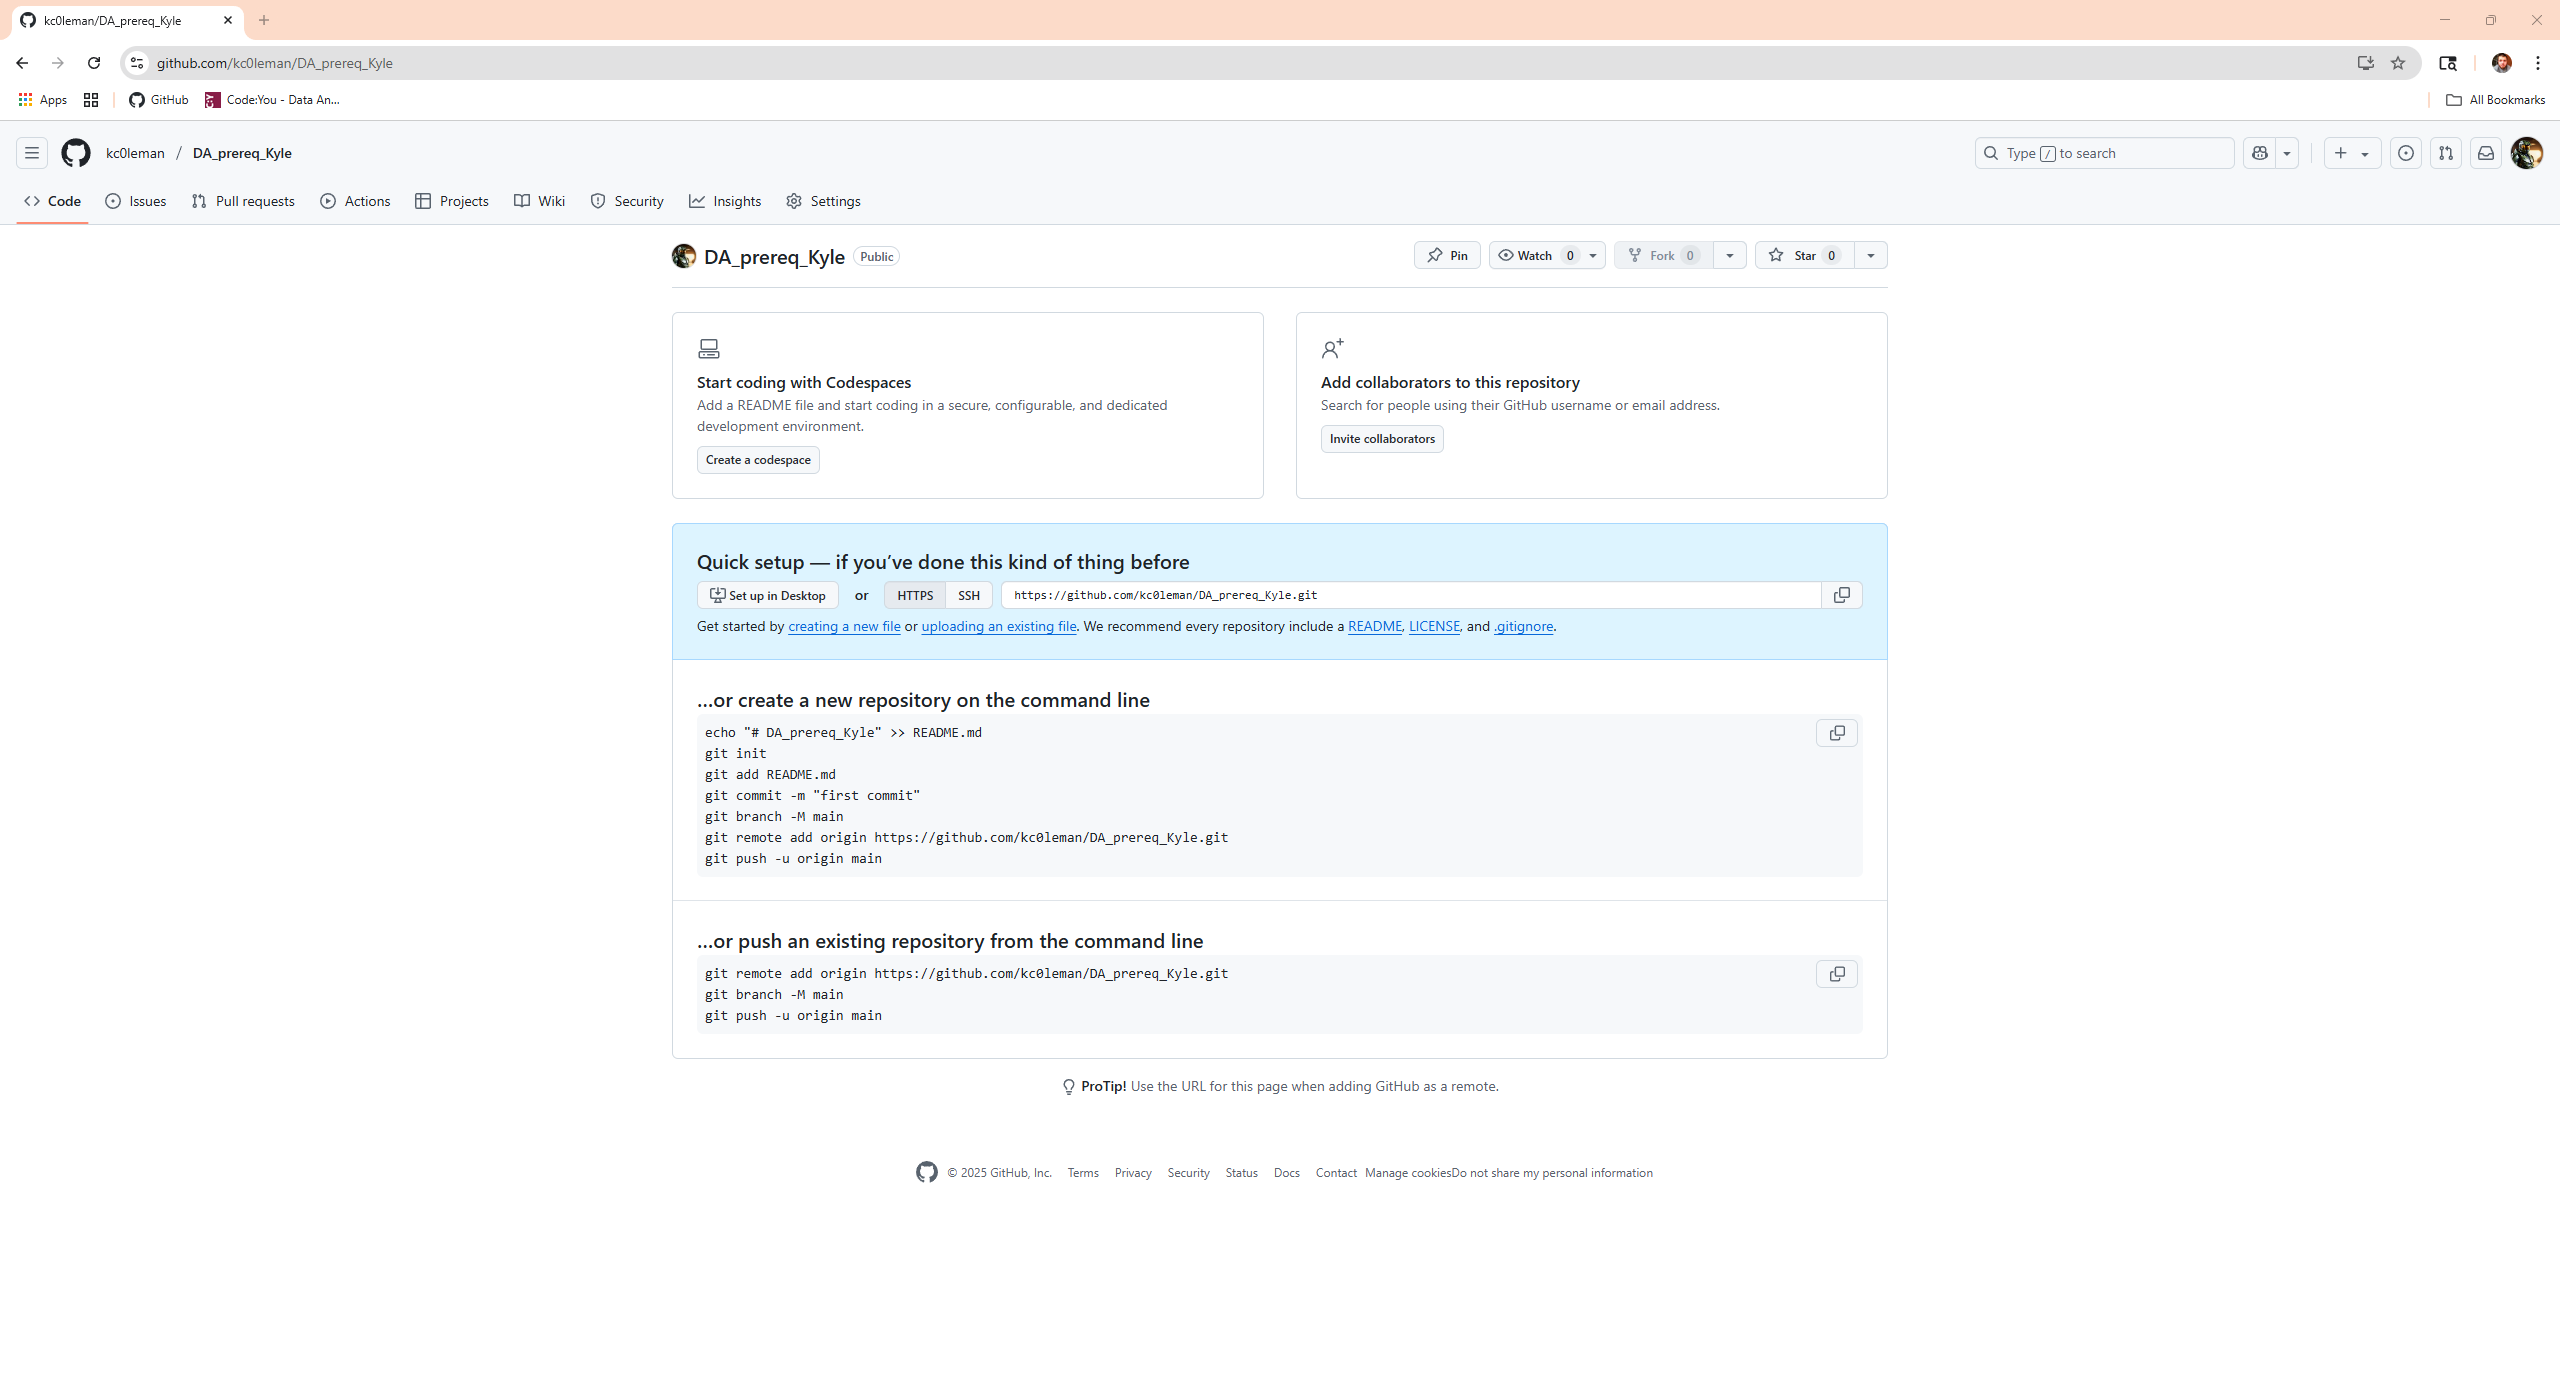 kc0leman/DA_prereq_Kyle
github.com/kc0leman/DA_prereq_Kyle
Apps
GitHub
Code:You - Data An...
All Bookmarks
kc0leman / DA_prereq_Kyle
Type / to search
Code
Issues
Pull requests
Actions
Projects
Wiki
Security
Insights
Settings
DA_prereq_Kyle Public
Pin
Watch 0
Fork 0
Star 0
Start coding with Codespaces
Add a README file and start coding in a secure, configurable, and dedicated
development environment.
Create a codespace
Add collaborators to this repository
Search for people using their GitHub username or email address.
Invite collaborators
Quick setup — if you’ve done this kind of thing before
Set up in Desktop or HTTPS SSH https://github.com/kc0leman/DA_prereq_Kyle.git
Get started by creating a new file or uploading an existing file. We recommend every repository include a README, LICENSE, and .gitignore.
…or create a new repository on the command line
echo "# DA_prereq_Kyle" >> README.md
git init
git add README.md
git commit -m "first commit"
git branch -M main
git remote add origin https://github.com/kc0leman/DA_prereq_Kyle.git
git push -u origin main
…or push an existing repository from the command line
git remote add origin https://github.com/kc0leman/DA_prereq_Kyle.git
git branch -M main
git push -u origin main
ProTip! Use the URL for this page when adding GitHub as a remote.
© 2025 GitHub, Inc. Terms Privacy Security Status Docs Contact Manage cookies Do not share my personal information